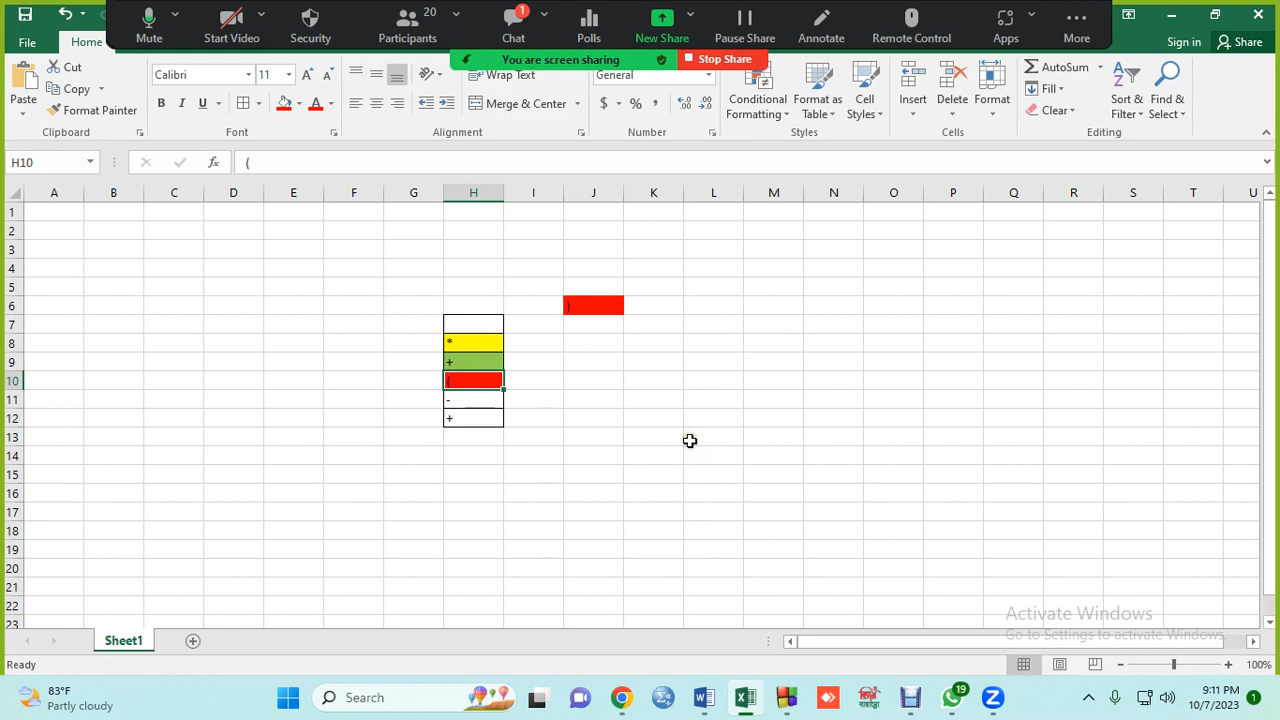 Mute
Start Video
Security
Participants 20
Chat 1
Polls
New Share
Pause Share
Annotate
Remote Control
Apps
More
You are screen sharing
Stop Share
File
Home
Sign in
Share
Cut
Copy
Format Painter
Paste
Clipboard
Calibri
11
B I U
Font
Wrap Text
Merge & Center
Alignment
General
$ % ,
Number
Conditional
Formatting
Format as
Table
Cell
Styles
Styles
Insert
Delete
Format
Cells
AutoSum
Fill
Clear
Sort &
Filter
Find &
Select
Editing
H10
fx
(
A B C D E F G H I J K L M N O P Q R S T U
1
2
3
4
5
6 )
7
8 *
9 +
10 (
11 -
12 +
13
14
15
16
17
18
19
20
21
22
23
Activate Windows
Go to Settings to activate Windows.
Sheet1
Ready
100%
83°F
Partly cloudy
Search
19
9:11 PM
10/7/2023
1